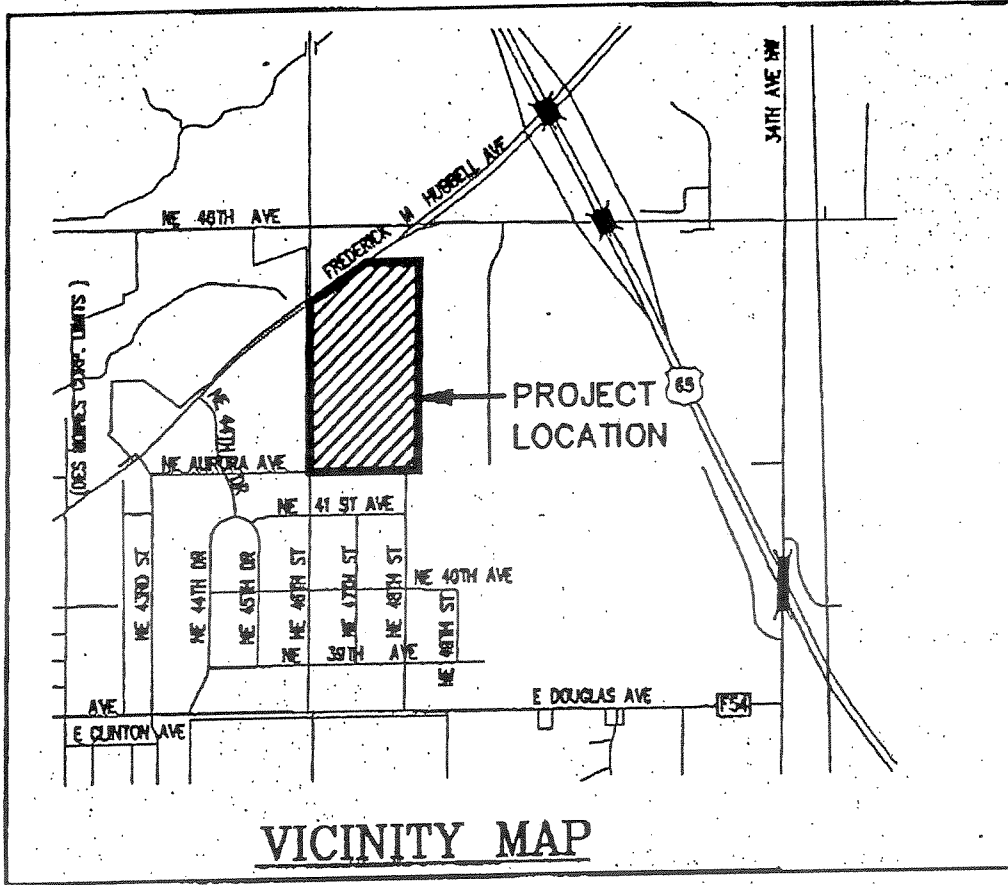 34TH AVE NW
FREDERICK M HUBBELL AVE
NE 46TH AVE
(DES MOINES CORP. LIMITS)
65
PROJECT
LOCATION
NE 44TH DR
NE AURORA AVE
NE 41 ST AVE
NE 43RD ST
NE 44TH DR
NE 45TH DR
NE 46TH ST
NE 47TH ST
NE 48TH ST
NE 40TH AVE
NE 49TH ST
NE 39TH AVE
E DOUGLAS AVE
F54
AVE
E CLINTON AVE
VICINITY MAP